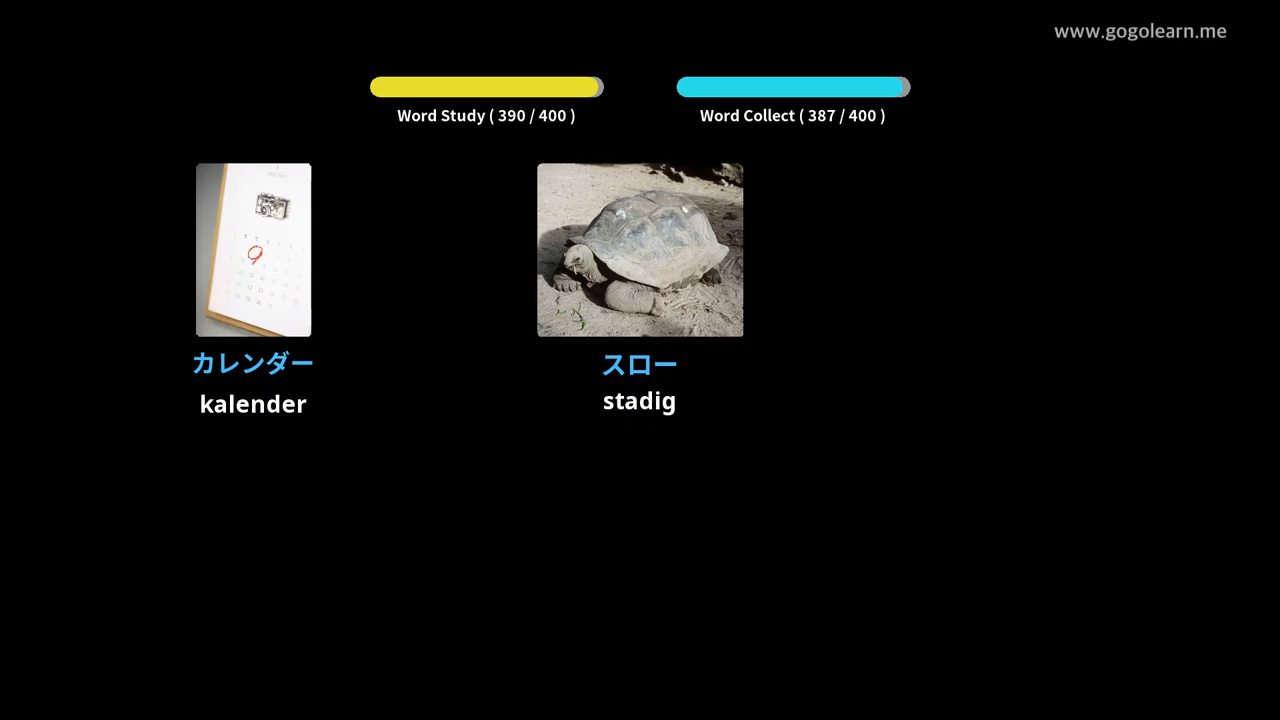 www.gogolearn.me
Word Study ( 390 / 400 )
Word Collect ( 387 / 400 )
カレンダー
kalender
スロー
stadig